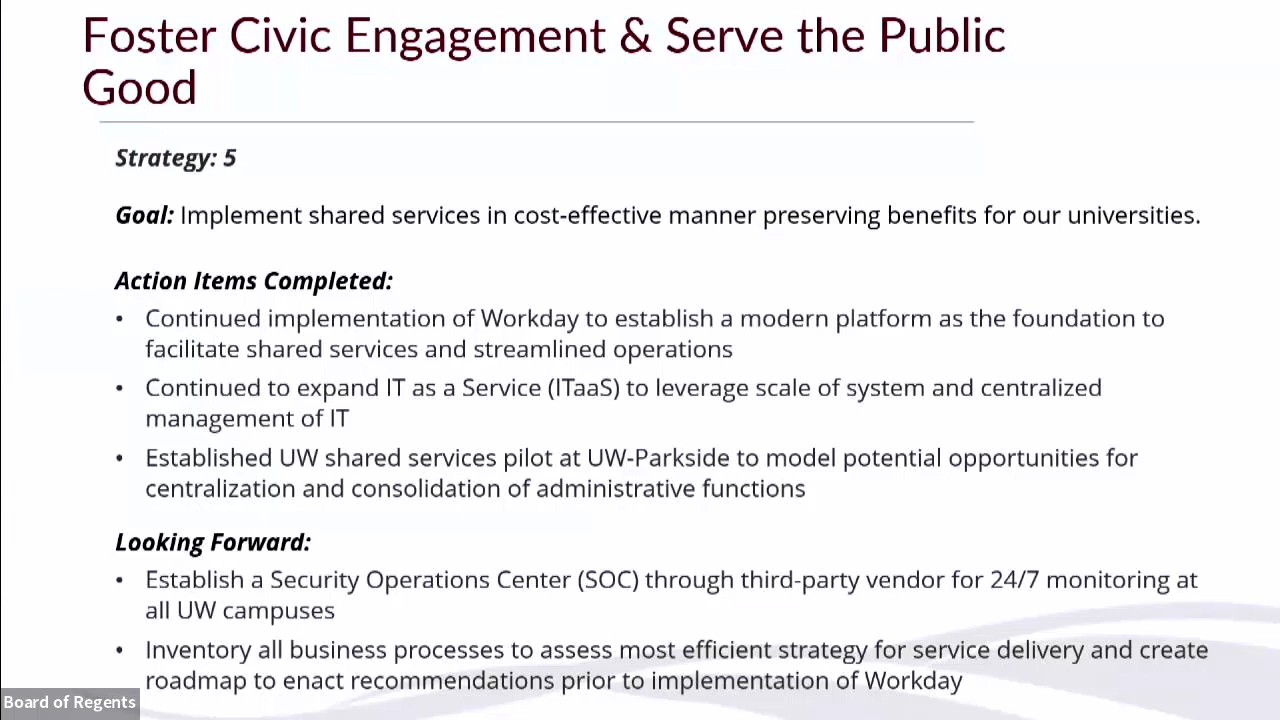 Foster Civic Engagement & Serve the Public
Good
Strategy: 5
Goal: Implement shared services in cost-effective manner preserving benefits for our universities.
Action Items Completed:
• Continued implementation of Workday to establish a modern platform as the foundation to
facilitate shared services and streamlined operations
• Continued to expand IT as a Service (ITaaS) to leverage scale of system and centralized
management of IT
• Established UW shared services pilot at UW-Parkside to model potential opportunities for
centralization and consolidation of administrative functions
Looking Forward:
• Establish a Security Operations Center (SOC) through third-party vendor for 24/7 monitoring at
all UW campuses
• Inventory all business processes to assess most efficient strategy for service delivery and create
roadmap to enact recommendations prior to implementation of Workday
Board of Regents